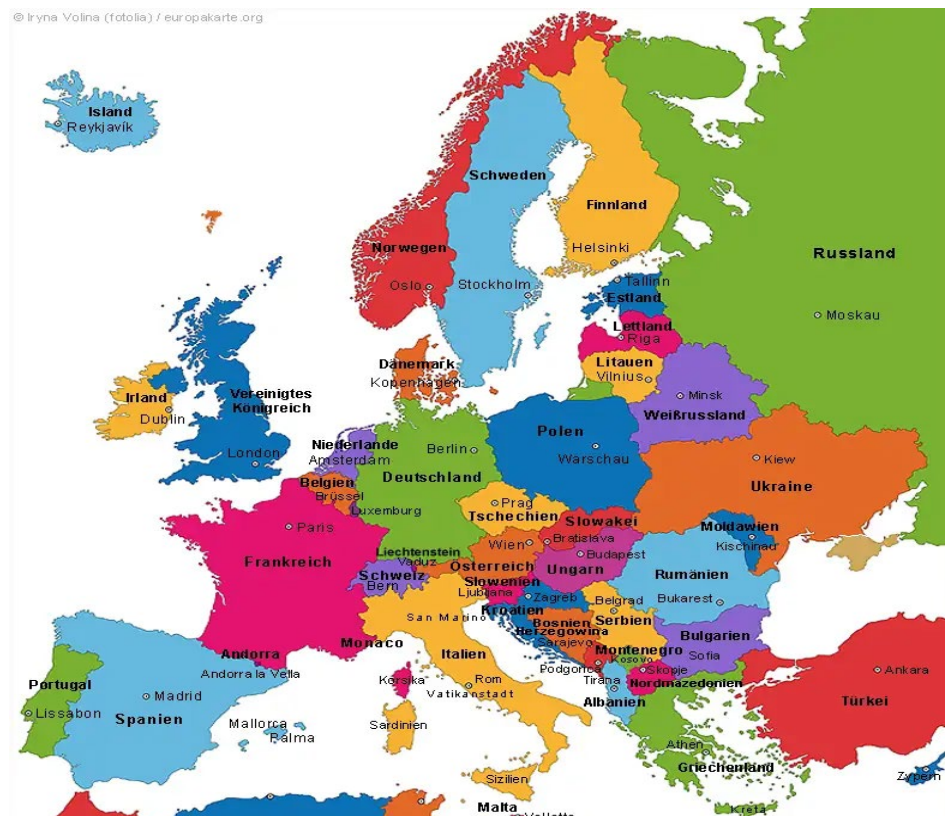 © Iryna Volina (fotolia) / europakarte.org
Island
Reykjavík
Schweden
Finnland
Norwegen
Helsinki
Russland
Oslo
Stockholm
Tallinn
Estland
Moskau
Lettland
Riga
Dänemark
Kopenhagen
Litauen
Vilnius
Irland
Dublin
Vereinigtes
Königreich
Minsk
Weißrussland
London
Niederlande
Amsterdam
Berlin
Polen
Warschau
Deutschland
Kiew
Ukraine
Belgien
Brüssel
Luxemburg
Prag
Tschechien
Paris
Slowakei
Bratislava
Moldawien
Kischinau
Wien
Budapest
Frankreich
Liechtenstein
Vaduz
Österreich
Ungarn
Schweiz
Bern
Slowenien
Ljubljana
Rumänien
Zagreb
Belgrad
Bukarest
San Marino
Kroatien
Bosnien
Herzegowina
Serbien
Sarajevo
Bulgarien
Sofia
Monaco
Andorra
Andorra la Vella
Italien
Montenegro
Kosovo
Podgorica
Skopje
Ankara
Korsika
Rom
Vatikanstadt
Tirana
Nordmazedonien
Portugal
Lissabon
Madrid
Spanien
Albanien
Türkei
Mallorca
Palma
Sardinien
Athen
Griechenland
Zypern
Sizilien
Malta
Valletta
Kreta